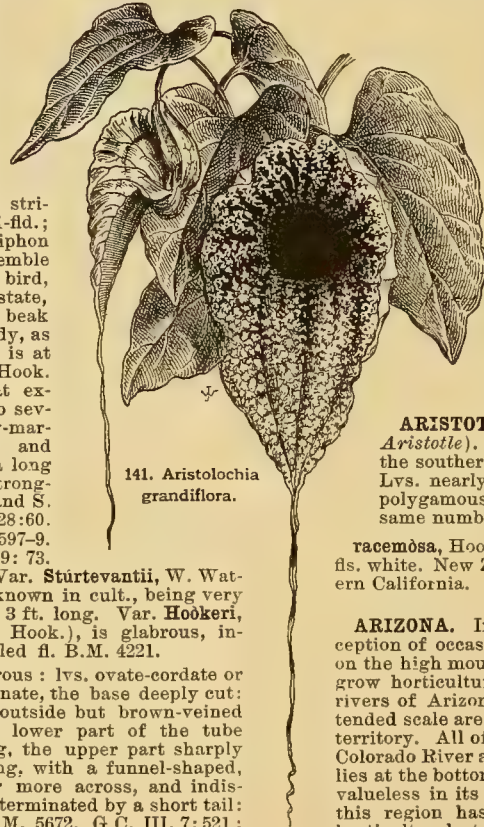 stri-
-fld.;
iphon
emble
bird,
state,
beak
dy, as
is at
Hook.
t ex-
o sev-
-mar-
and
long
trong-
nd S.
28:60.
597-9.
9: 73.
Var. Stúrtevantii, W. Wat-
known in cult., being very
3 ft. long. Var. Hoòkeri,
Hook.), is glabrous, in-
led fl. B.M. 4221.
rous : lvs. ovate-cordate or
nate, the base deeply cut:
outside but brown-veined
lower part of the tube
g, the upper part sharply
ng, with a funnel-shaped,
more across, and indis-
terminated by a short tail:
M. 5672. G.C. III. 7:521;
141. Aristolochia
grandiflora.
ARISTOT
Aristotle).
the southern
Lvs. nearly
polygamous
same numb
racemòsa, Hoo
fls. white. New Z
ern California.
ARIZONA. I
ception of occas
on the high mou
grow horticultur
rivers of Arizon
tended scale are
territory. All of
Colorado River a
lies at the bottom
valueless in its
this region has